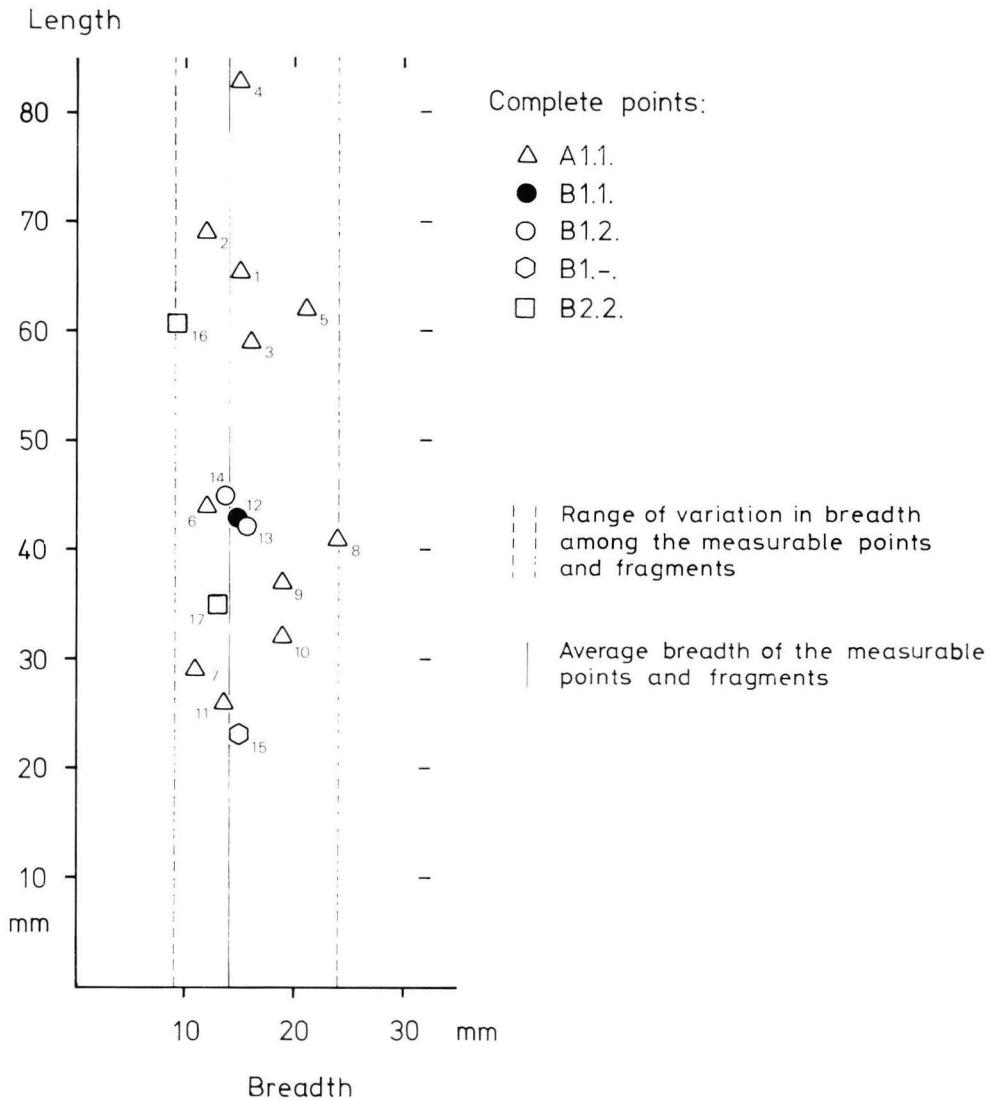 Length
80
70
60
50
40
30
20
10
mm
10 20 30 mm
Breadth
4
2
1
5
16
3
14
12
6
13
8
9
17
10
7
11
15
Complete points:
A1.1.
B1.1.
B1.2.
B1.-.
B2.2.
Range of variation in breadth
among the measurable points
and fragments
Average breadth of the measurable
points and fragments